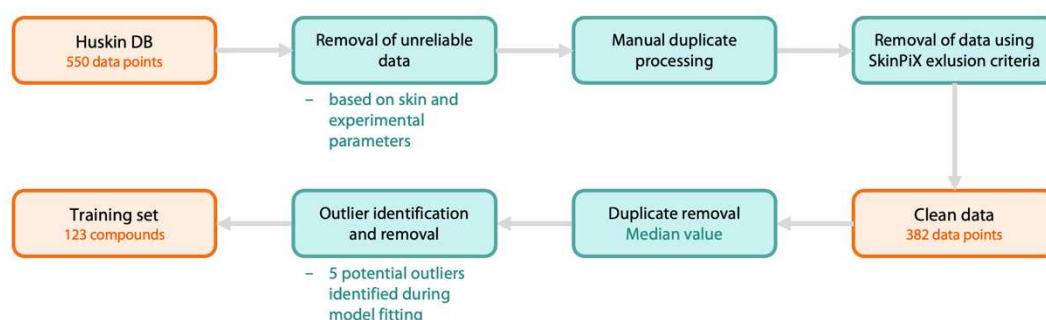 Huskin DB
550 data points
Removal of unreliable
data
– based on skin and
experimental
parameters
Manual duplicate
processing
Removal of data using
SkinPiX exlusion criteria
Clean data
382 data points
Duplicate removal
Median value
Outlier identification
and removal
– 5 potential outliers
identified during
model fitting
Training set
123 compounds